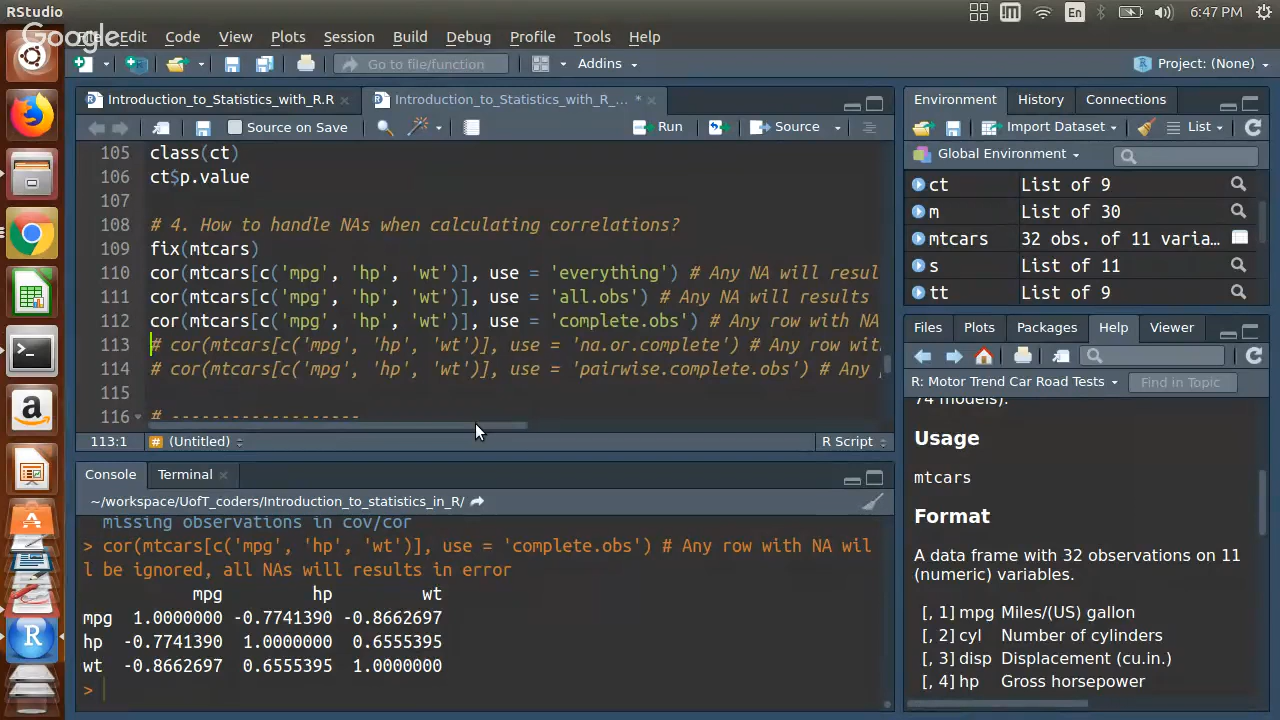 RStudio
En
6:47 PM
Google
File Edit Code View Plots Session Build Debug Profile Tools Help
Go to file/function
Addins
Project: (None)
Introduction_to_Statistics_with_R.R
Introduction_to_Statistics_with_R_... *
Source on Save
Run
Source
105 class(ct)
106 ct$p.value
107
108 # 4. How to handle NAs when calculating correlations?
109 fix(mtcars)
110 cor(mtcars[c('mpg', 'hp', 'wt')], use = 'everything') # Any NA will resul
111 cor(mtcars[c('mpg', 'hp', 'wt')], use = 'all.obs') # Any NA will results
112 cor(mtcars[c('mpg', 'hp', 'wt')], use = 'complete.obs') # Any row with NA
113 # cor(mtcars[c('mpg', 'hp', 'wt')], use = 'na.or.complete') # Any row wit
114 # cor(mtcars[c('mpg', 'hp', 'wt')], use = 'pairwise.complete.obs') # Any
115
116 # -------------------
113:1
# (Untitled)
R Script
Console
Terminal
~/workspace/UofT_coders/Introduction_to_statistics_in_R/
missing observations in cov/cor
> cor(mtcars[c('mpg', 'hp', 'wt')], use = 'complete.obs') # Any row with NA wil
l be ignored, all NAs will results in error
mpg hp wt
mpg 1.0000000 -0.7741390 -0.8662697
hp -0.7741390 1.0000000 0.6555395
wt -0.8662697 0.6555395 1.0000000
>
Environment
History
Connections
Import Dataset
List
Global Environment
ct List of 9
m List of 30
mtcars 32 obs. of 11 varia…
s List of 11
tt List of 9
Files
Plots
Help
Viewer
R: Motor Trend Car Road Tests
Find in Topic
74 models).
Usage
mtcars
Format
A data frame with 32 observations on 11
(numeric) variables.
[, 1] mpg Miles/(US) gallon
[, 2] cyl Number of cylinders
[, 3] disp Displacement (cu.in.)
[, 4] hp Gross horsepower